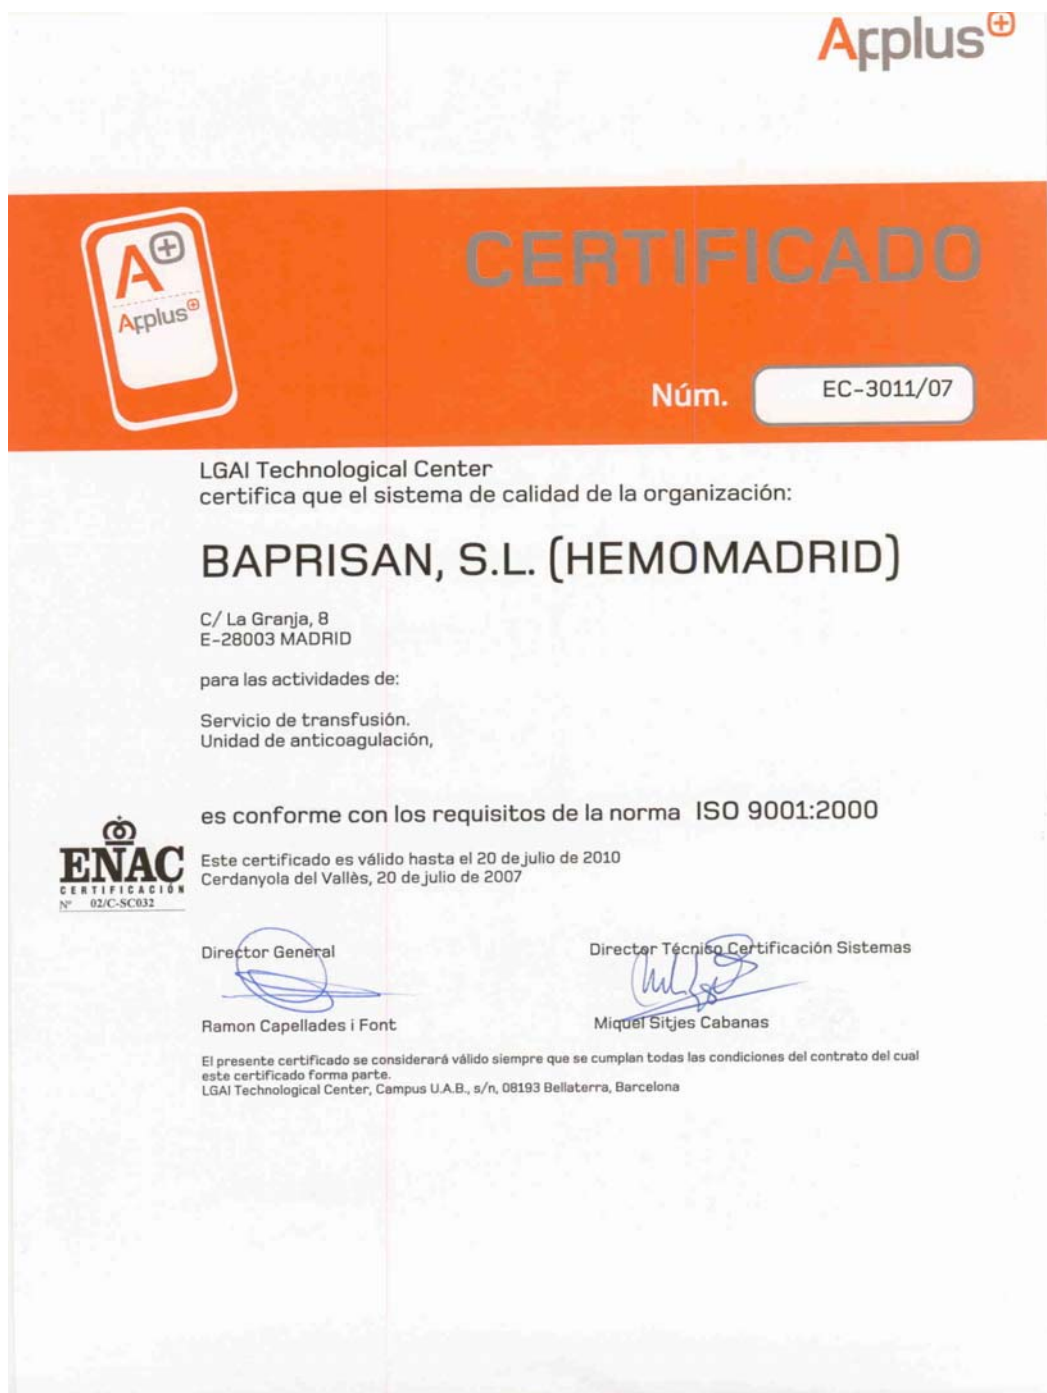 Applus+
CERTIFICADO
A+
Applus+
Núm.
EC-3011/07
LGAI Technological Center
certifica que el sistema de calidad de la organización:
BAPRISAN, S.L. (HEMOMADRID)
C/ La Granja, 8
E-28003 MADRID
para las actividades de:
Servicio de transfusión.
Unidad de anticoagulación,
es conforme con los requisitos de la norma ISO 9001:2000
ENAC
CERTIFICACIÓN
Nº 02/C-SC032
Este certificado es válido hasta el 20 de julio de 2010
Cerdanyola del Vallès, 20 de julio de 2007
Director General
Director Técnico Certificación Sistemas
Ramon Capellades i Font
Miquel Sitjes Cabanas
El presente certificado se considerará válido siempre que se cumplan todas las condiciones del contrato del cual
este certificado forma parte.
LGAI Technological Center, Campus U.A.B., s/n, 08193 Bellaterra, Barcelona